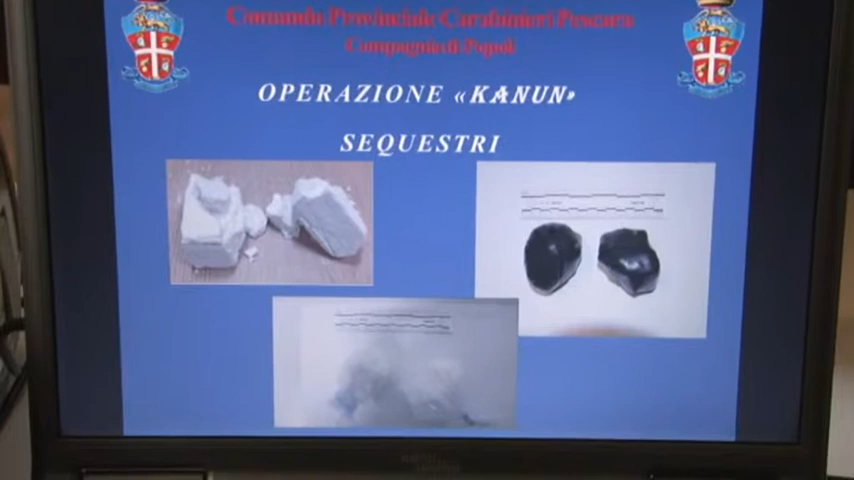 Comando Provinciale Carabinieri Pescara
Compagnia di Popoli
OPERAZIONE «KANUN»
SEQUESTRI